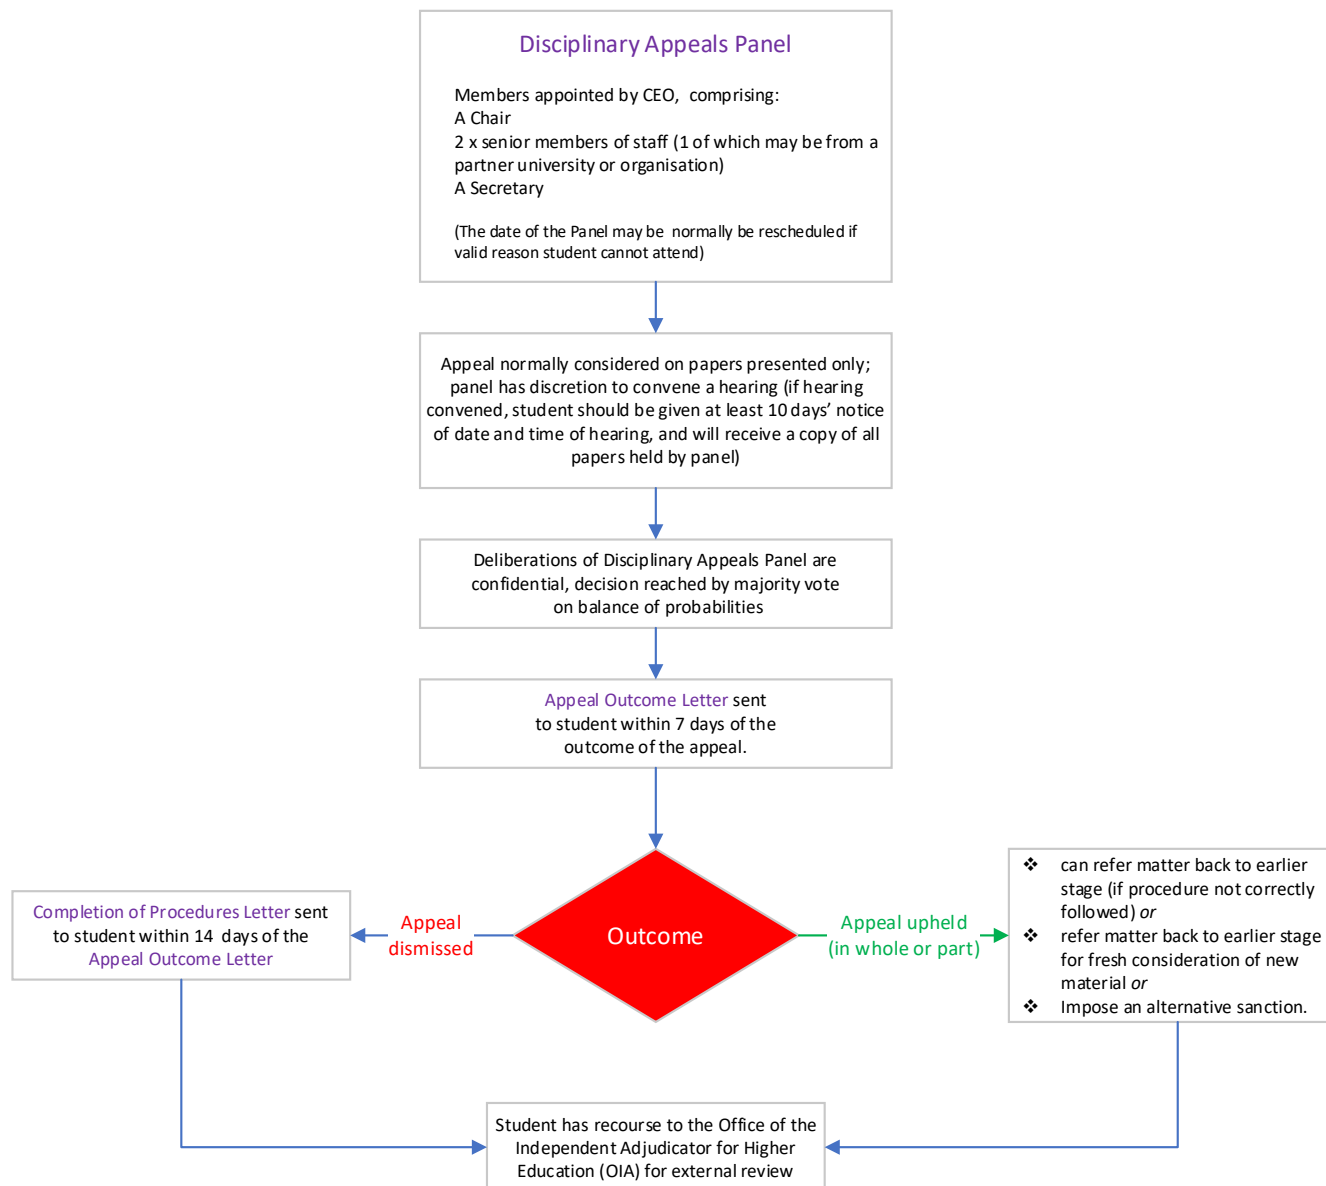 Disciplinary Appeals Panel
Members appointed by CEO, comprising:
A Chair
2 x senior members of staff (1 of which may be from a
partner university or organisation)
A Secretary
(The date of the Panel may be normally be rescheduled if
valid reason student cannot attend)
Appeal normally considered on papers presented only;
panel has discretion to convene a hearing (if hearing
convened, student should be given at least 10 days’ notice
of date and time of hearing, and will receive a copy of all
papers held by panel)
Deliberations of Disciplinary Appeals Panel are
confidential, decision reached by majority vote
on balance of probabilities
Appeal Outcome Letter sent
to student within 7 days of the
outcome of the appeal.
Outcome
Appeal
dismissed
Completion of Procedures Letter sent
to student within 14 days of the
Appeal Outcome Letter
Appeal upheld
(in whole or part)
❖ can refer matter back to earlier
stage (if procedure not correctly
followed) or
❖ refer matter back to earlier stage
for fresh consideration of new
material or
❖ Impose an alternative sanction.
Student has recourse to the Office of the
Independent Adjudicator for Higher
Education (OIA) for external review